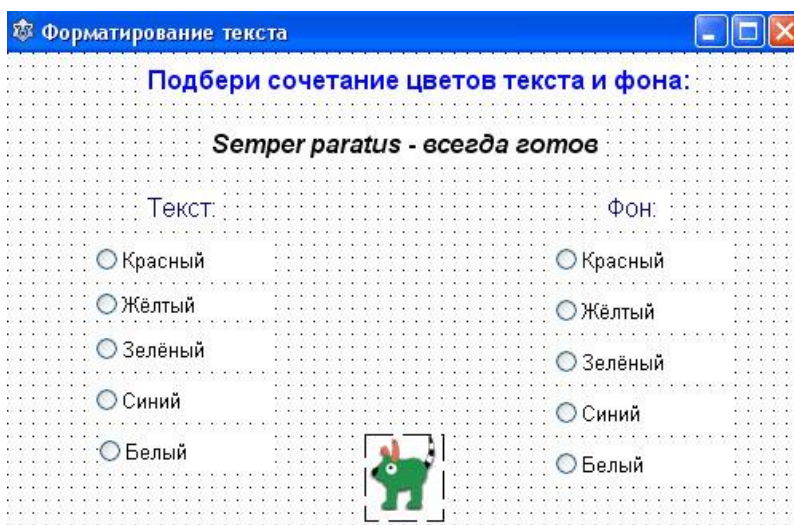 Форматирование текста
Подбери сочетание цветов текста и фона:
Semper paratus - всегда готов
Текст:
Фон:
Красный
Красный
Жёлтый
Жёлтый
Зелёный
Зелёный
Синий
Синий
Белый
Белый